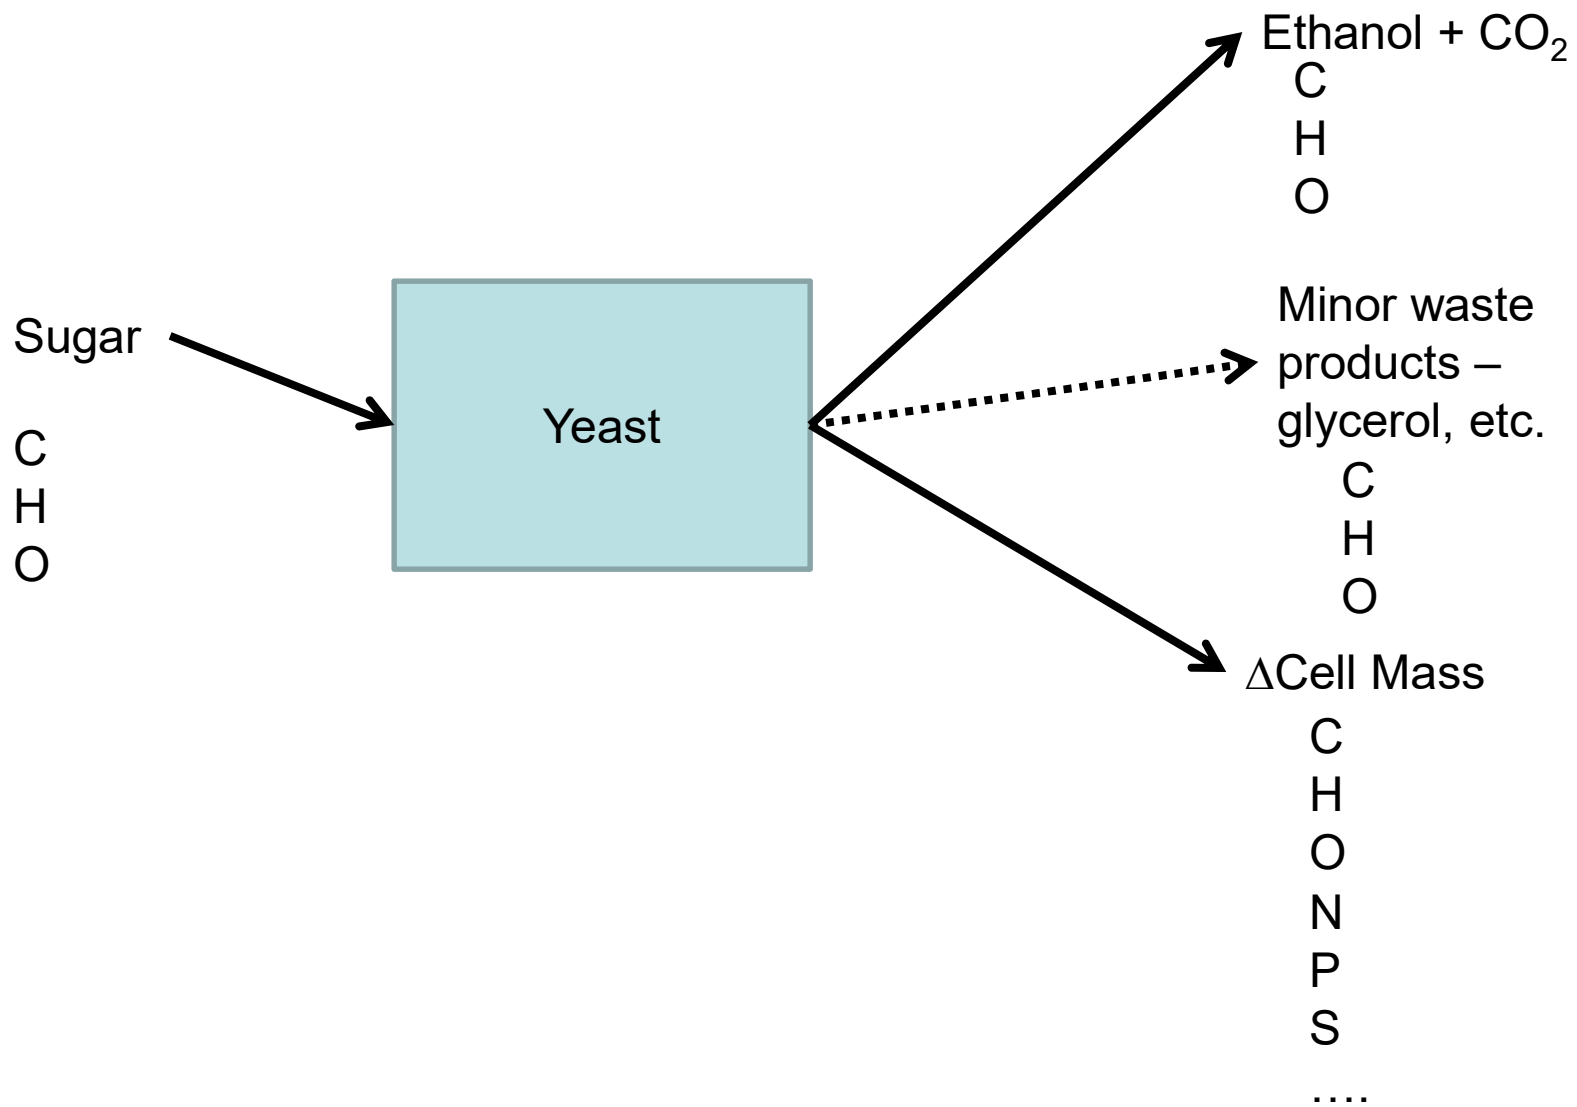 Sugar
C
H
O
Yeast
Ethanol + CO₂
C
H
O
Minor waste
products –
glycerol, etc.
C
H
O
ΔCell Mass
C
H
O
N
P
S
....